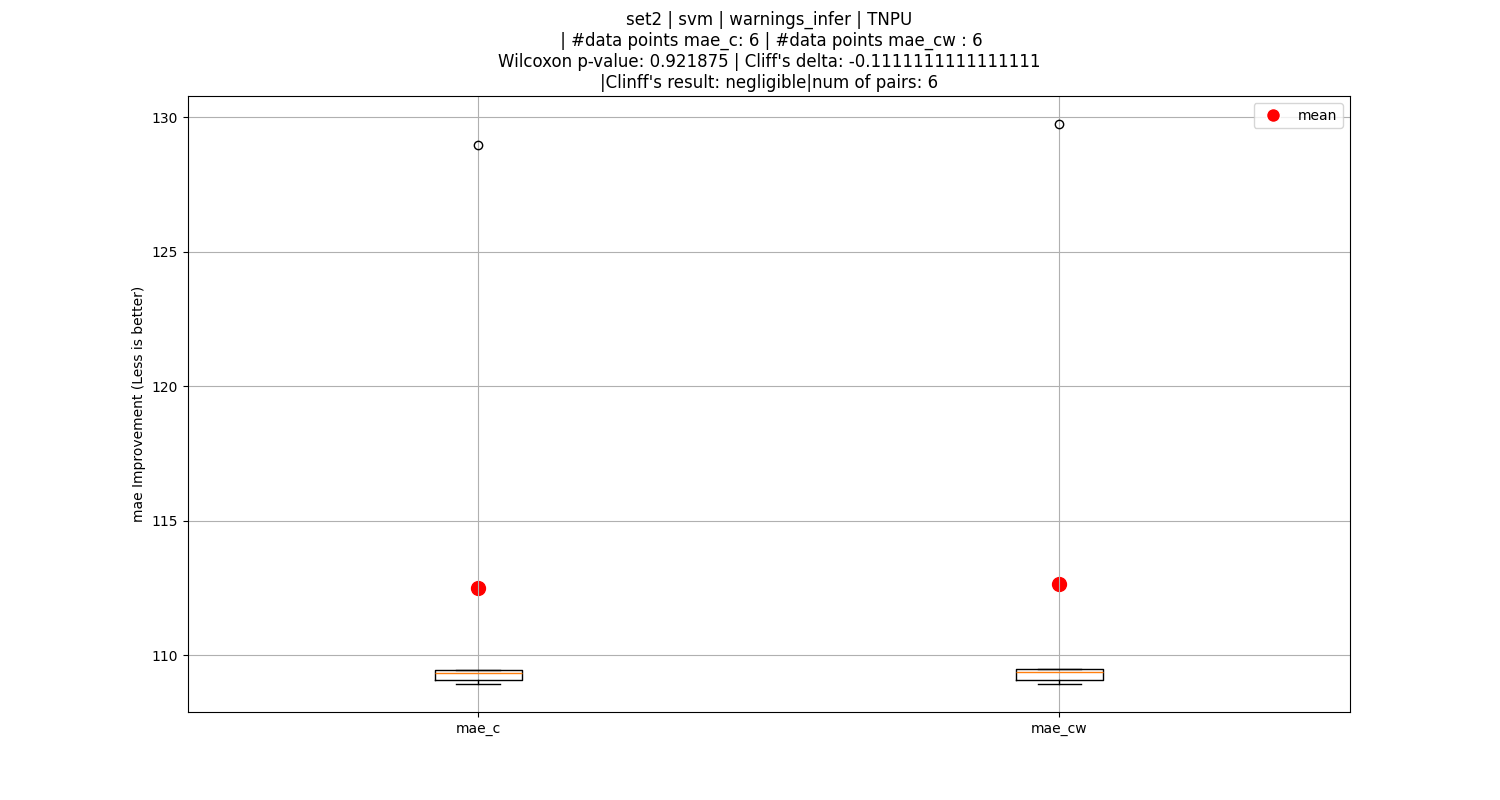 set2 | svm | warnings_infer | TNPU
| #data points mae_c: 6 | #data points mae_cw : 6
Wilcoxon p-value: 0.921875 | Cliff's delta: -0.1111111111111111
|Clinff's result: negligible|num of pairs: 6
mean
130
125
120
115
110
mae Improvement (Less is better)
mae_c
mae_cw